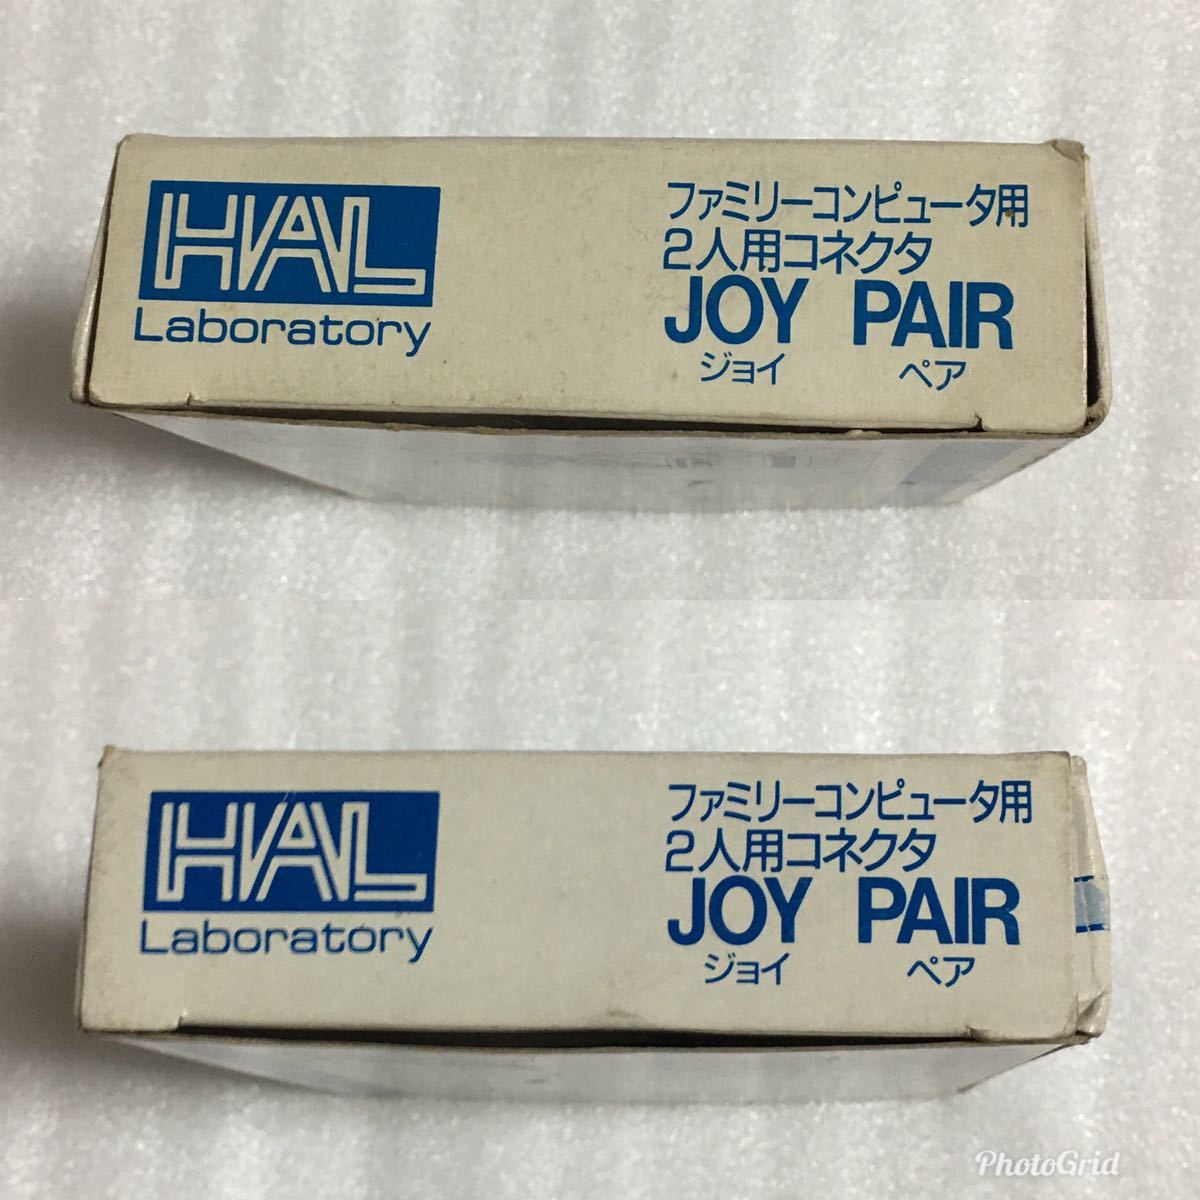 HAL
Laboratory
ファミリーコンピュータ用
2人用コネクタ
JOY PAIR
ジョイ ペア
HAL
Laboratory
ファミリーコンピュータ用
2人用コネクタ
JOY PAIR
ジョイ ペア
PhotoGrid